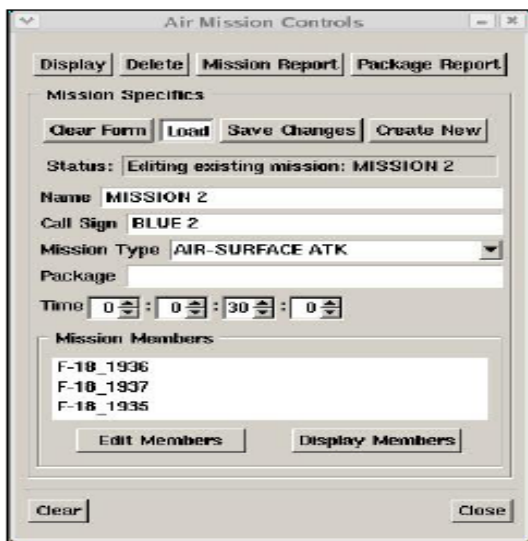 Air Mission Controls
Display Delete Mission Report Package Report
Mission Specifics
Clear Form Load Save Changes Create New
Status: Editing existing mission: MISSION 2
Name MISSION 2
Call Sign BLUE 2
Mission Type AIR-SURFACE ATK
Package
Time 0 : 0 : 30 : 0
Mission Members
F-18_1936
F-18_1937
F-18_1935
Edit Members Display Members
Clear Close